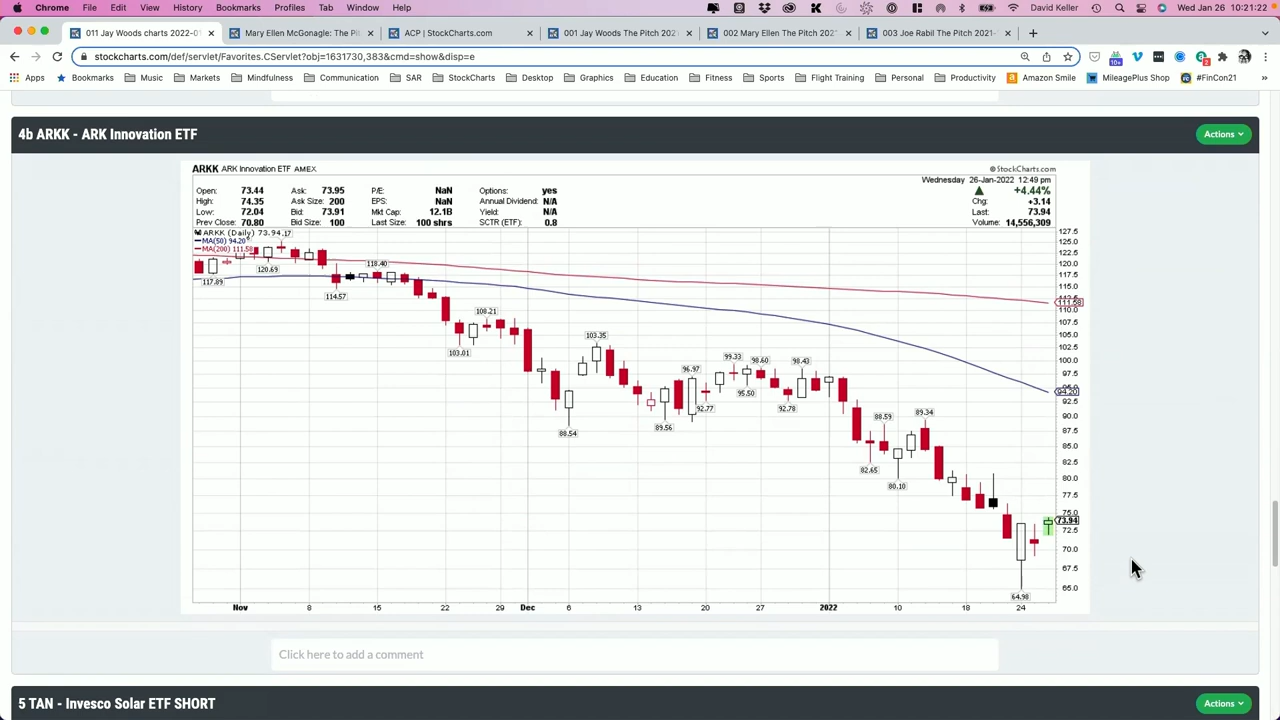 Chrome File Edit View History Bookmarks Profiles Tab Window Help David Keller Wed Jan 26 10:21:22
011 Jay Woods charts 2022-0 Mary Ellen McGonagle: The Pi ACP | StockCharts.com 001 Jay Woods The Pitch 202 002 Mary Ellen The Pitch 202 003 Joe Rabil The Pitch 2021-
stockcharts.com/def/servlet/Favorites.CServlet?obj=1631730,383&cmd=show&disp=e
Apps Bookmarks Music Markets Mindfulness Communication SAR StockCharts Desktop Graphics Education Fitness Sports Flight Training Personal Productivity Amazon Smile MileagePlus Shop #FinCon21
4b ARKK - ARK Innovation ETF Actions
ARKK ARK Innovation ETF AMEX © StockCharts.com
Wednesday 26-Jan-2022 12:49 pm
Open: 73.44 Ask: 73.95 P/E: NaN Options: yes +4.44%
High: 74.35 Ask Size: 200 EPS: NaN Annual Dividend: N/A Chg: +3.14
Low: 72.04 Bid: 73.91 Mkt Cap: 12.1B Yield: N/A Last: 73.94
Prev Close: 70.80 Bid Size: 100 Last Size: 100 shrs SCTR (ETF): 0.8 Volume: 14,556,309
ARKK (Daily) 73.94
MA(50) 94.20
MA(200) 111.58
127.5
125.0
122.5
120.0
117.5
115.0
110.0
107.5
105.0
102.5
100.0
97.5
92.5
90.0
87.5
85.0
82.5
80.0
77.5
75.0
72.5
70.0
67.5
65.0
94.20
73.94
117.89
120.69
114.57
118.40
103.01
108.21
88.54
103.35
89.56
96.97
92.77
99.33
95.50
98.60
92.78
98.43
82.65
88.59
80.10
89.34
64.98
Nov 8 15 22 29 Dec 6 13 20 27 2022 10 18 24
Click here to add a comment
5 TAN - Invesco Solar ETF SHORT Actions